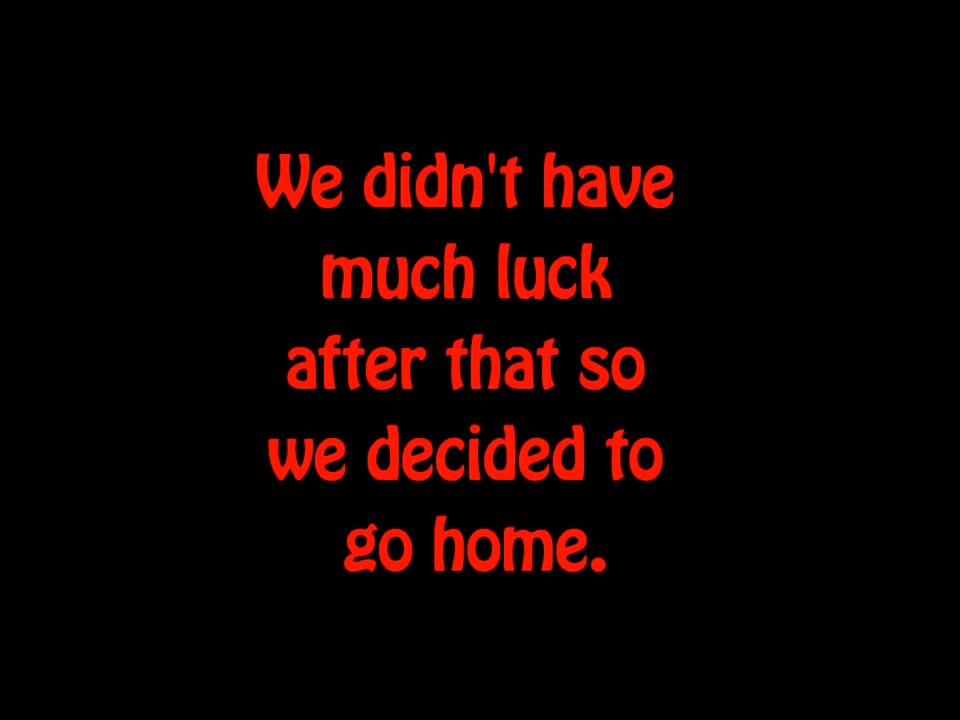 We didn't have
much luck
after that so
we decided to
go home.